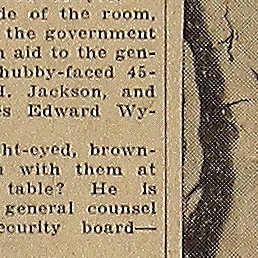 de of the room,
the government
n aid to the gen-
hubby-faced 45-
H. Jackson, and
es Edward Wy-
ht-eyed, brown-
n with them at
table? He is
general counsel
ecurity board—